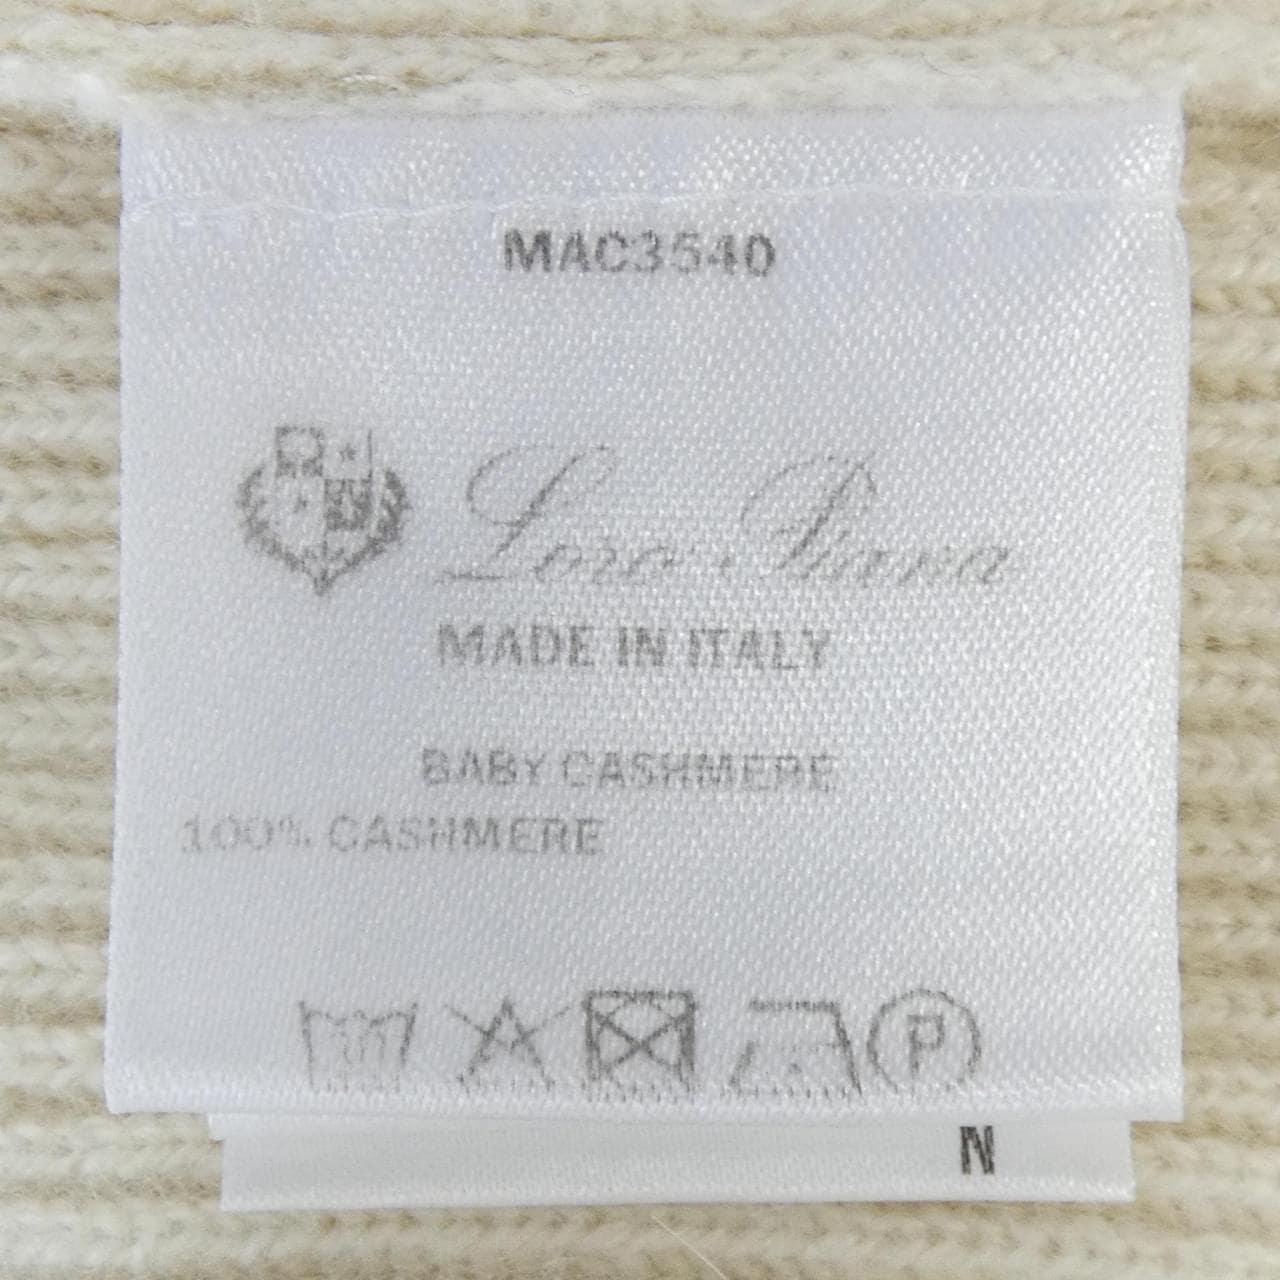 MAC3540
Loro Piana
MADE IN ITALY
BABY CASHMERE
100% CASHMERE
P
N